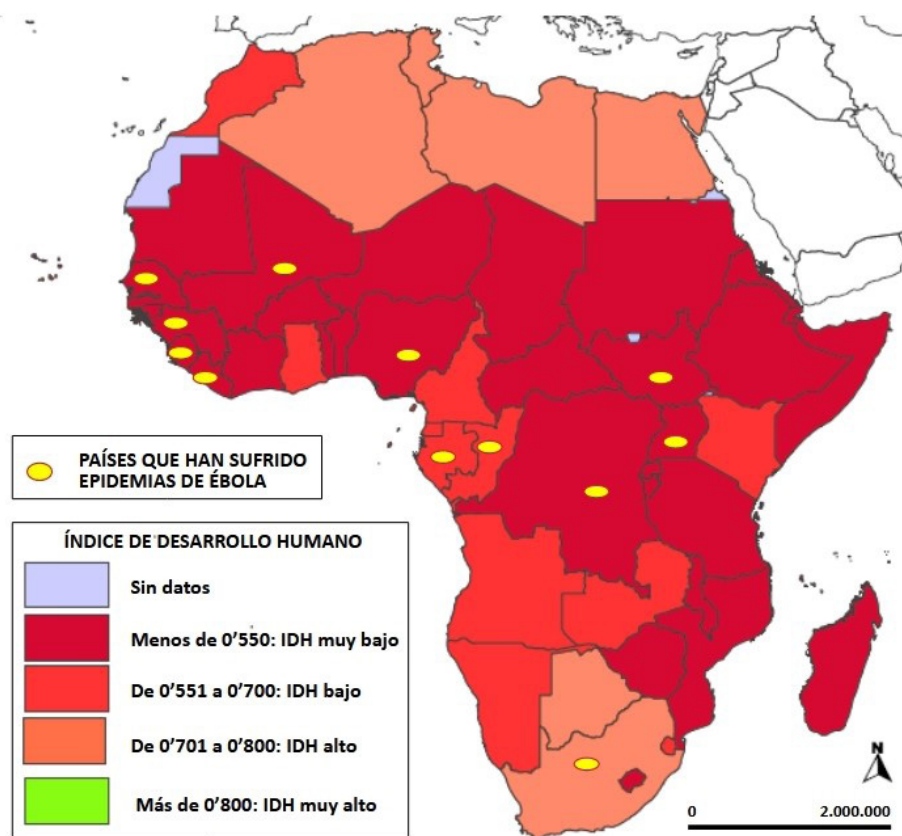 PAÍSES QUE HAN SUFRIDO
EPIDEMIAS DE ÉBOLA
ÍNDICE DE DESARROLLO HUMANO
Sin datos
Menos de 0'550: IDH muy bajo
De 0'551 a 0'700: IDH bajo
De 0'701 a 0'800: IDH alto
Más de 0'800: IDH muy alto
N
0 2.000.000